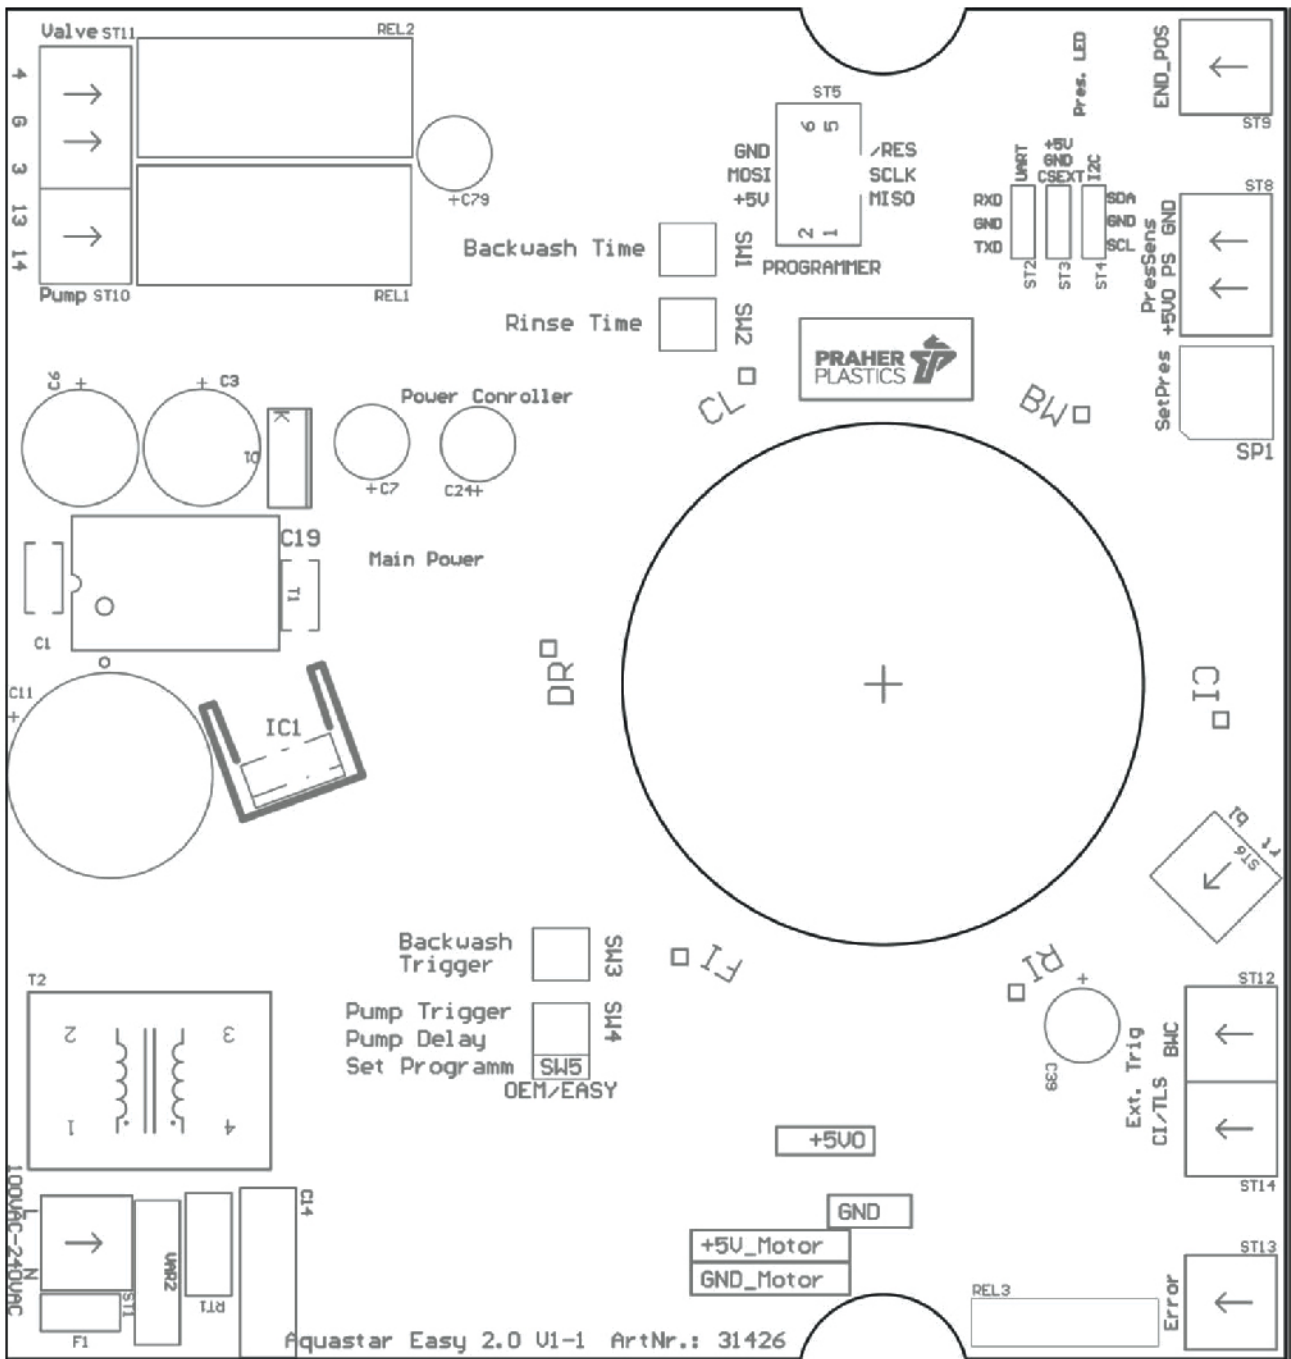 Valve ST11
REL2
4
6
3
13
14
Pump ST10
REL1
+C79
Backwash Time
SW1
Rinse Time
SW2
ST5
6 5
GND
MOSI
+5V
/RES
SCLK
MISO
2 1
PROGRAMMER
Pres. LED
END_POS
ST9
UART
+5V
GND
CSEXT
I2C
RXD
GND
TXD
SDA
GND
SCL
ST2
ST3
ST4
ST8
PresSens
+5VO PS GND
SetPres
SP1
PRAHER
PLASTICS
CL
BW
C6
+
+ C3
K
D1
Power Conroller
+C7
C24+
C19
Main Power
T1
C1
C11
+
IC1
DR
CI
b1
rt
ST6
FI
RI
+
C39
Backwash
Trigger
SW3
Pump Trigger
Pump Delay
Set Programm
SW4
SW5
OEM/EASY
T2
2
3
1
4
ST12
Ext. Trig
BWC
CI/TLS
ST14
+5VO
GND
+5V_Motor
GND_Motor
100VAC-240VAC
L
N
ST1
F1
VAR2
RT1
C14
REL3
ST13
Error
Aquastar Easy 2.0 V1-1 ArtNr.: 31426